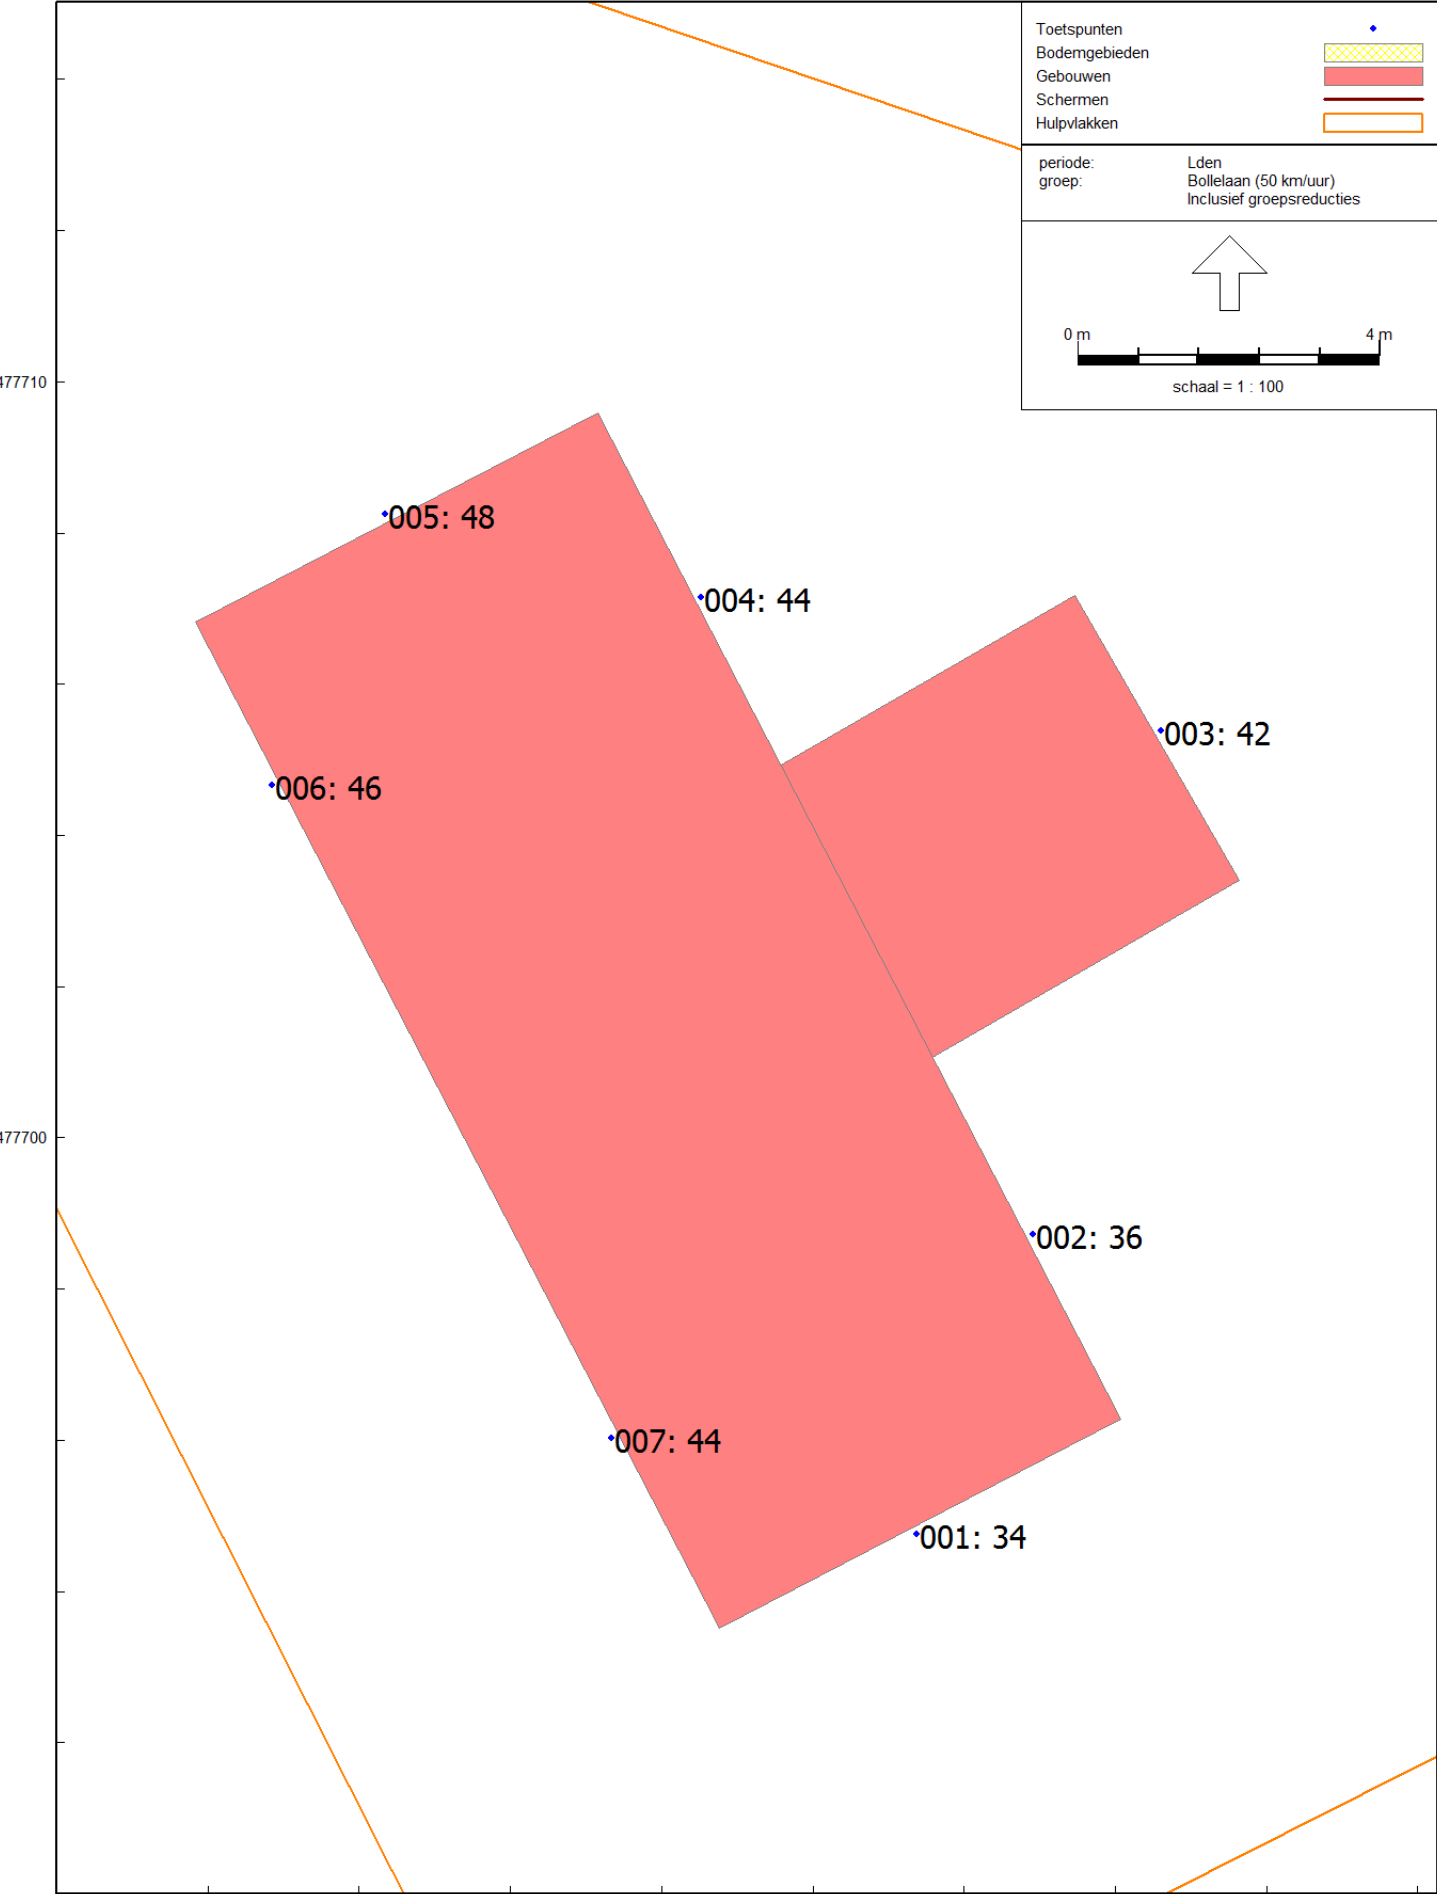 Toetspunten
Bodemgebieden
Gebouwen
Schermen
Hulpvlakken
periode: Lden
groep: Bollelaan (50 km/uur)
Inclusief groepsreducties
0 m 4 m
schaal = 1 : 100
477710
005: 48
004: 44
003: 42
006: 46
477700
002: 36
007: 44
001: 34